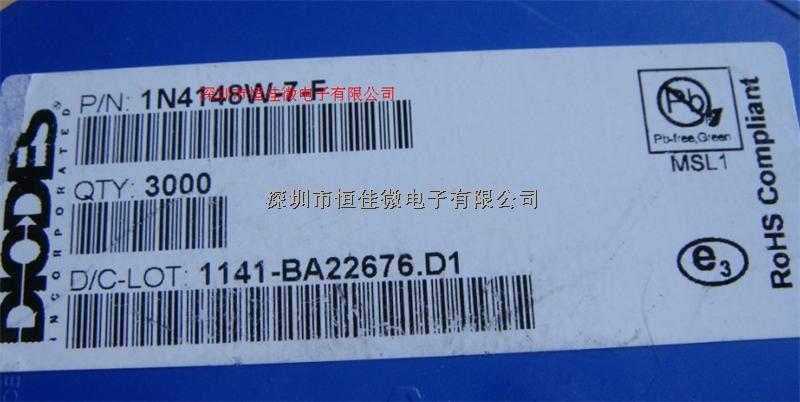 DIODES
INCORPORATED
P/N: 1N4148W-7-F
深圳市恒佳微电子有限公司
QTY: 3000
深圳市恒佳微电子有限公司
D/C-LOT: 1141-BA22676.D1
Pb
Pb-free,Green
MSL1
e3
RoHS Compliant